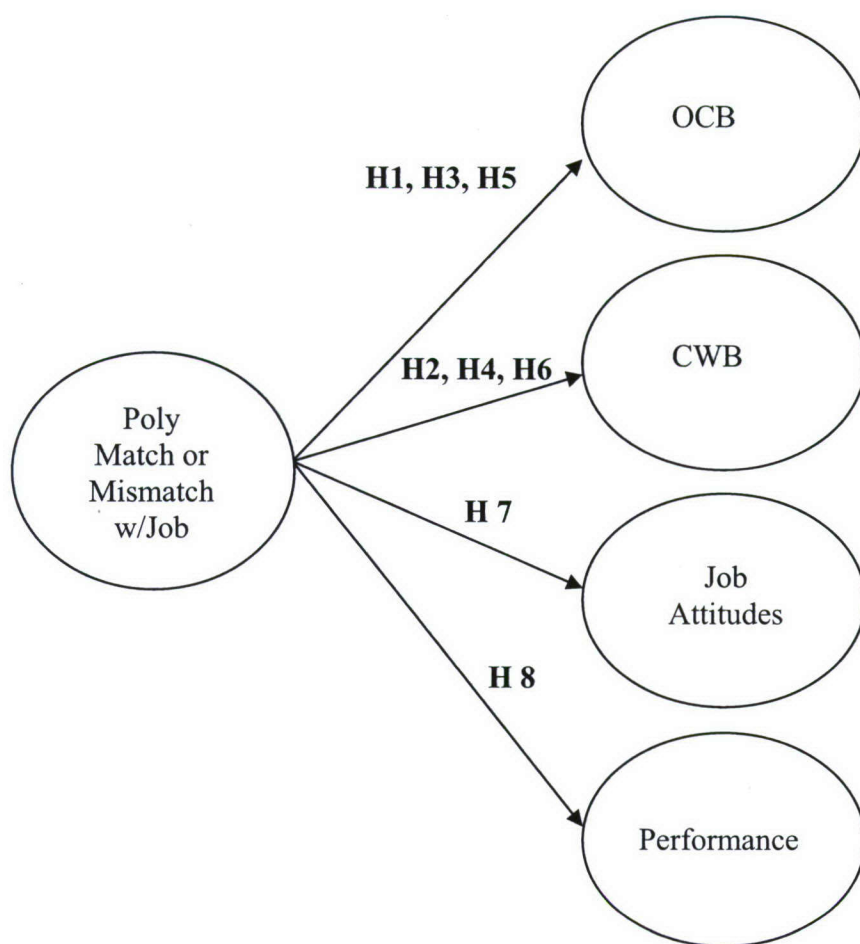 OCB
H1, H3, H5
H2, H4, H6
CWB
Poly
Match or
Mismatch
w/Job
H 7
Job
Attitudes
H 8
Performance